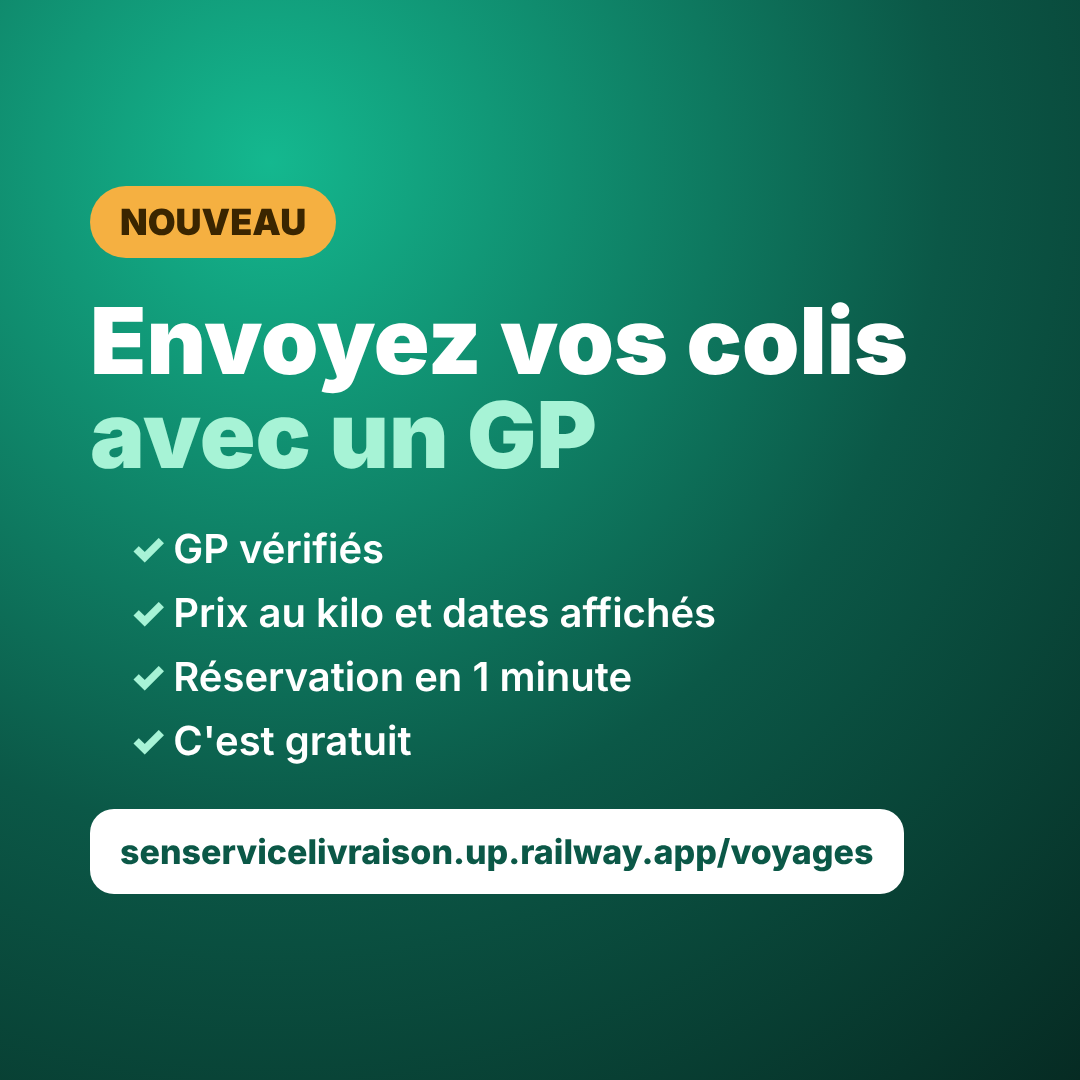 NOUVEAU
Envoyez vos colis
avec un GP
✓ GP vérifiés
✓ Prix au kilo et dates affichés
✓ Réservation en 1 minute
✓ C'est gratuit
senservicelivraison.up.railway.app/voyages